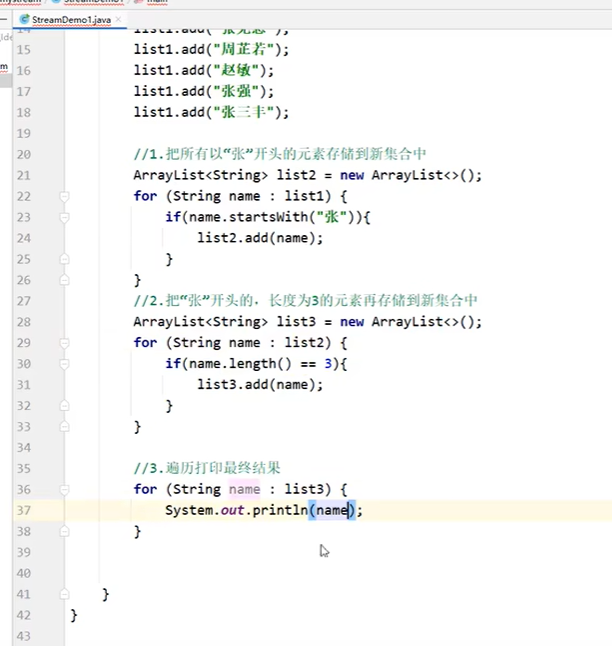 StreamDemo1.java
14 list1.add("张无忌");
15 list1.add("周芷若");
16 list1.add("赵敏");
17 list1.add("张强");
18 list1.add("张三丰");
19
20 //1.把所有以“张”开头的元素存储到新集合中
21 ArrayList<String> list2 = new ArrayList<>();
22 for (String name : list1) {
23 if(name.startsWith("张")){
24 list2.add(name);
25 }
26 }
27 //2.把“张”开头的，长度为3的元素再存储到新集合中
28 ArrayList<String> list3 = new ArrayList<>();
29 for (String name : list2) {
30 if(name.length() == 3){
31 list3.add(name);
32 }
33 }
34
35 //3.遍历打印最终结果
36 for (String name : list3) {
37 System.out.println(name);
38 }
39
40
41 }
42 }
43